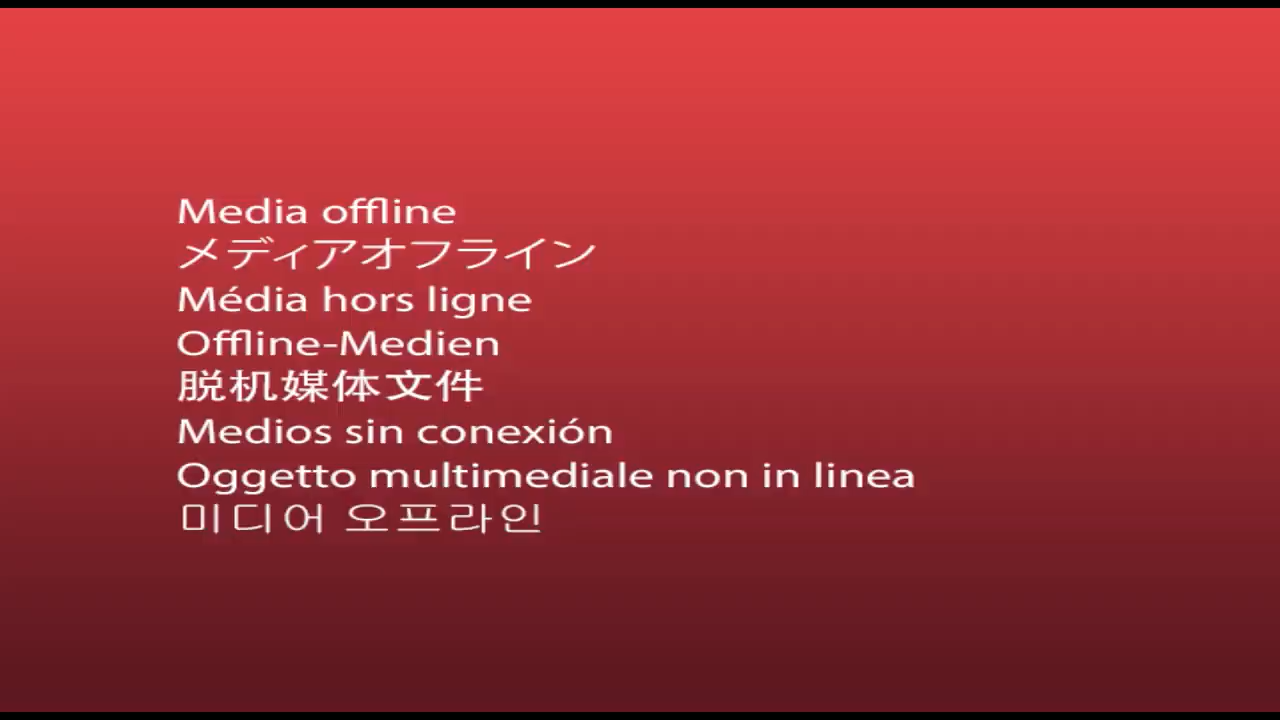 Media offline
メディアオフライン
Média hors ligne
Offline-Medien
脱机媒体文件
Medios sin conexión
Oggetto multimediale non in linea
미디어 오프라인